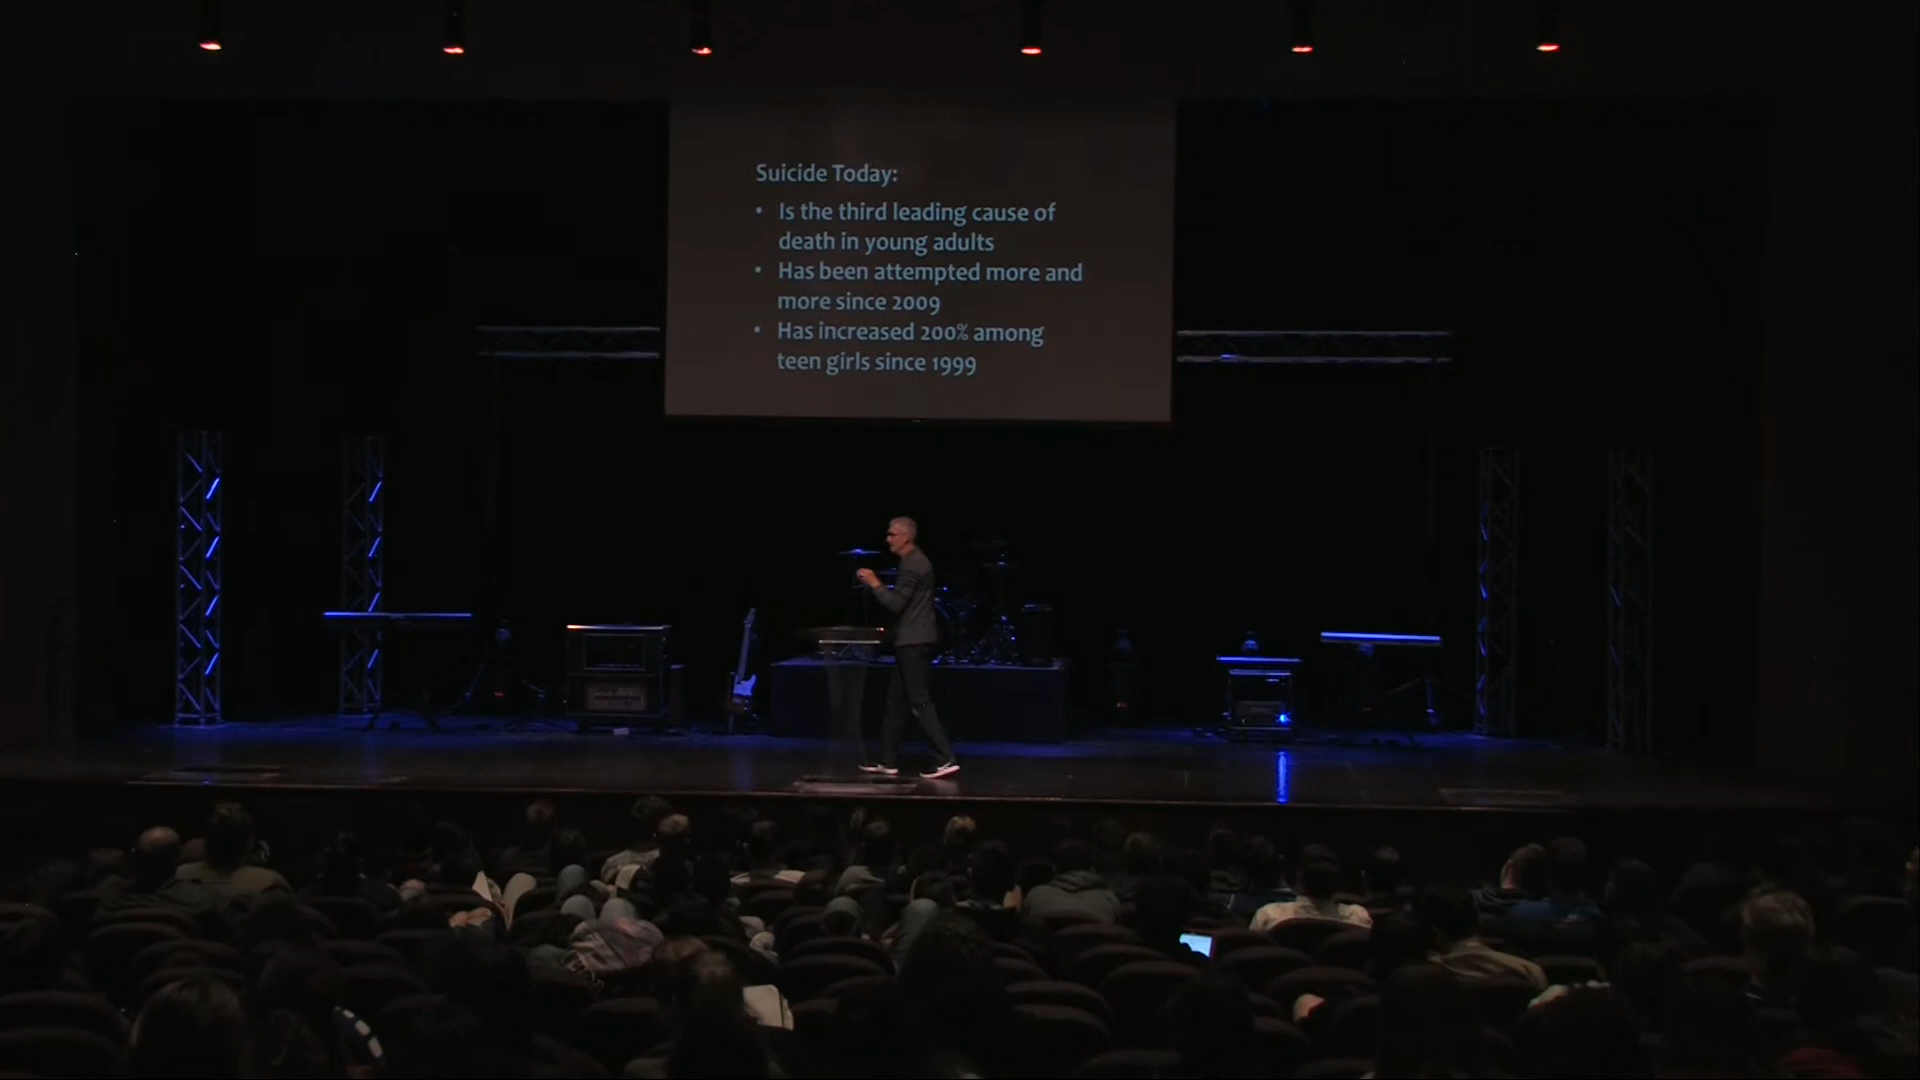 Suicide Today:
• Is the third leading cause of
death in young adults
• Has been attempted more and
more since 2009
• Has increased 200% among
teen girls since 1999